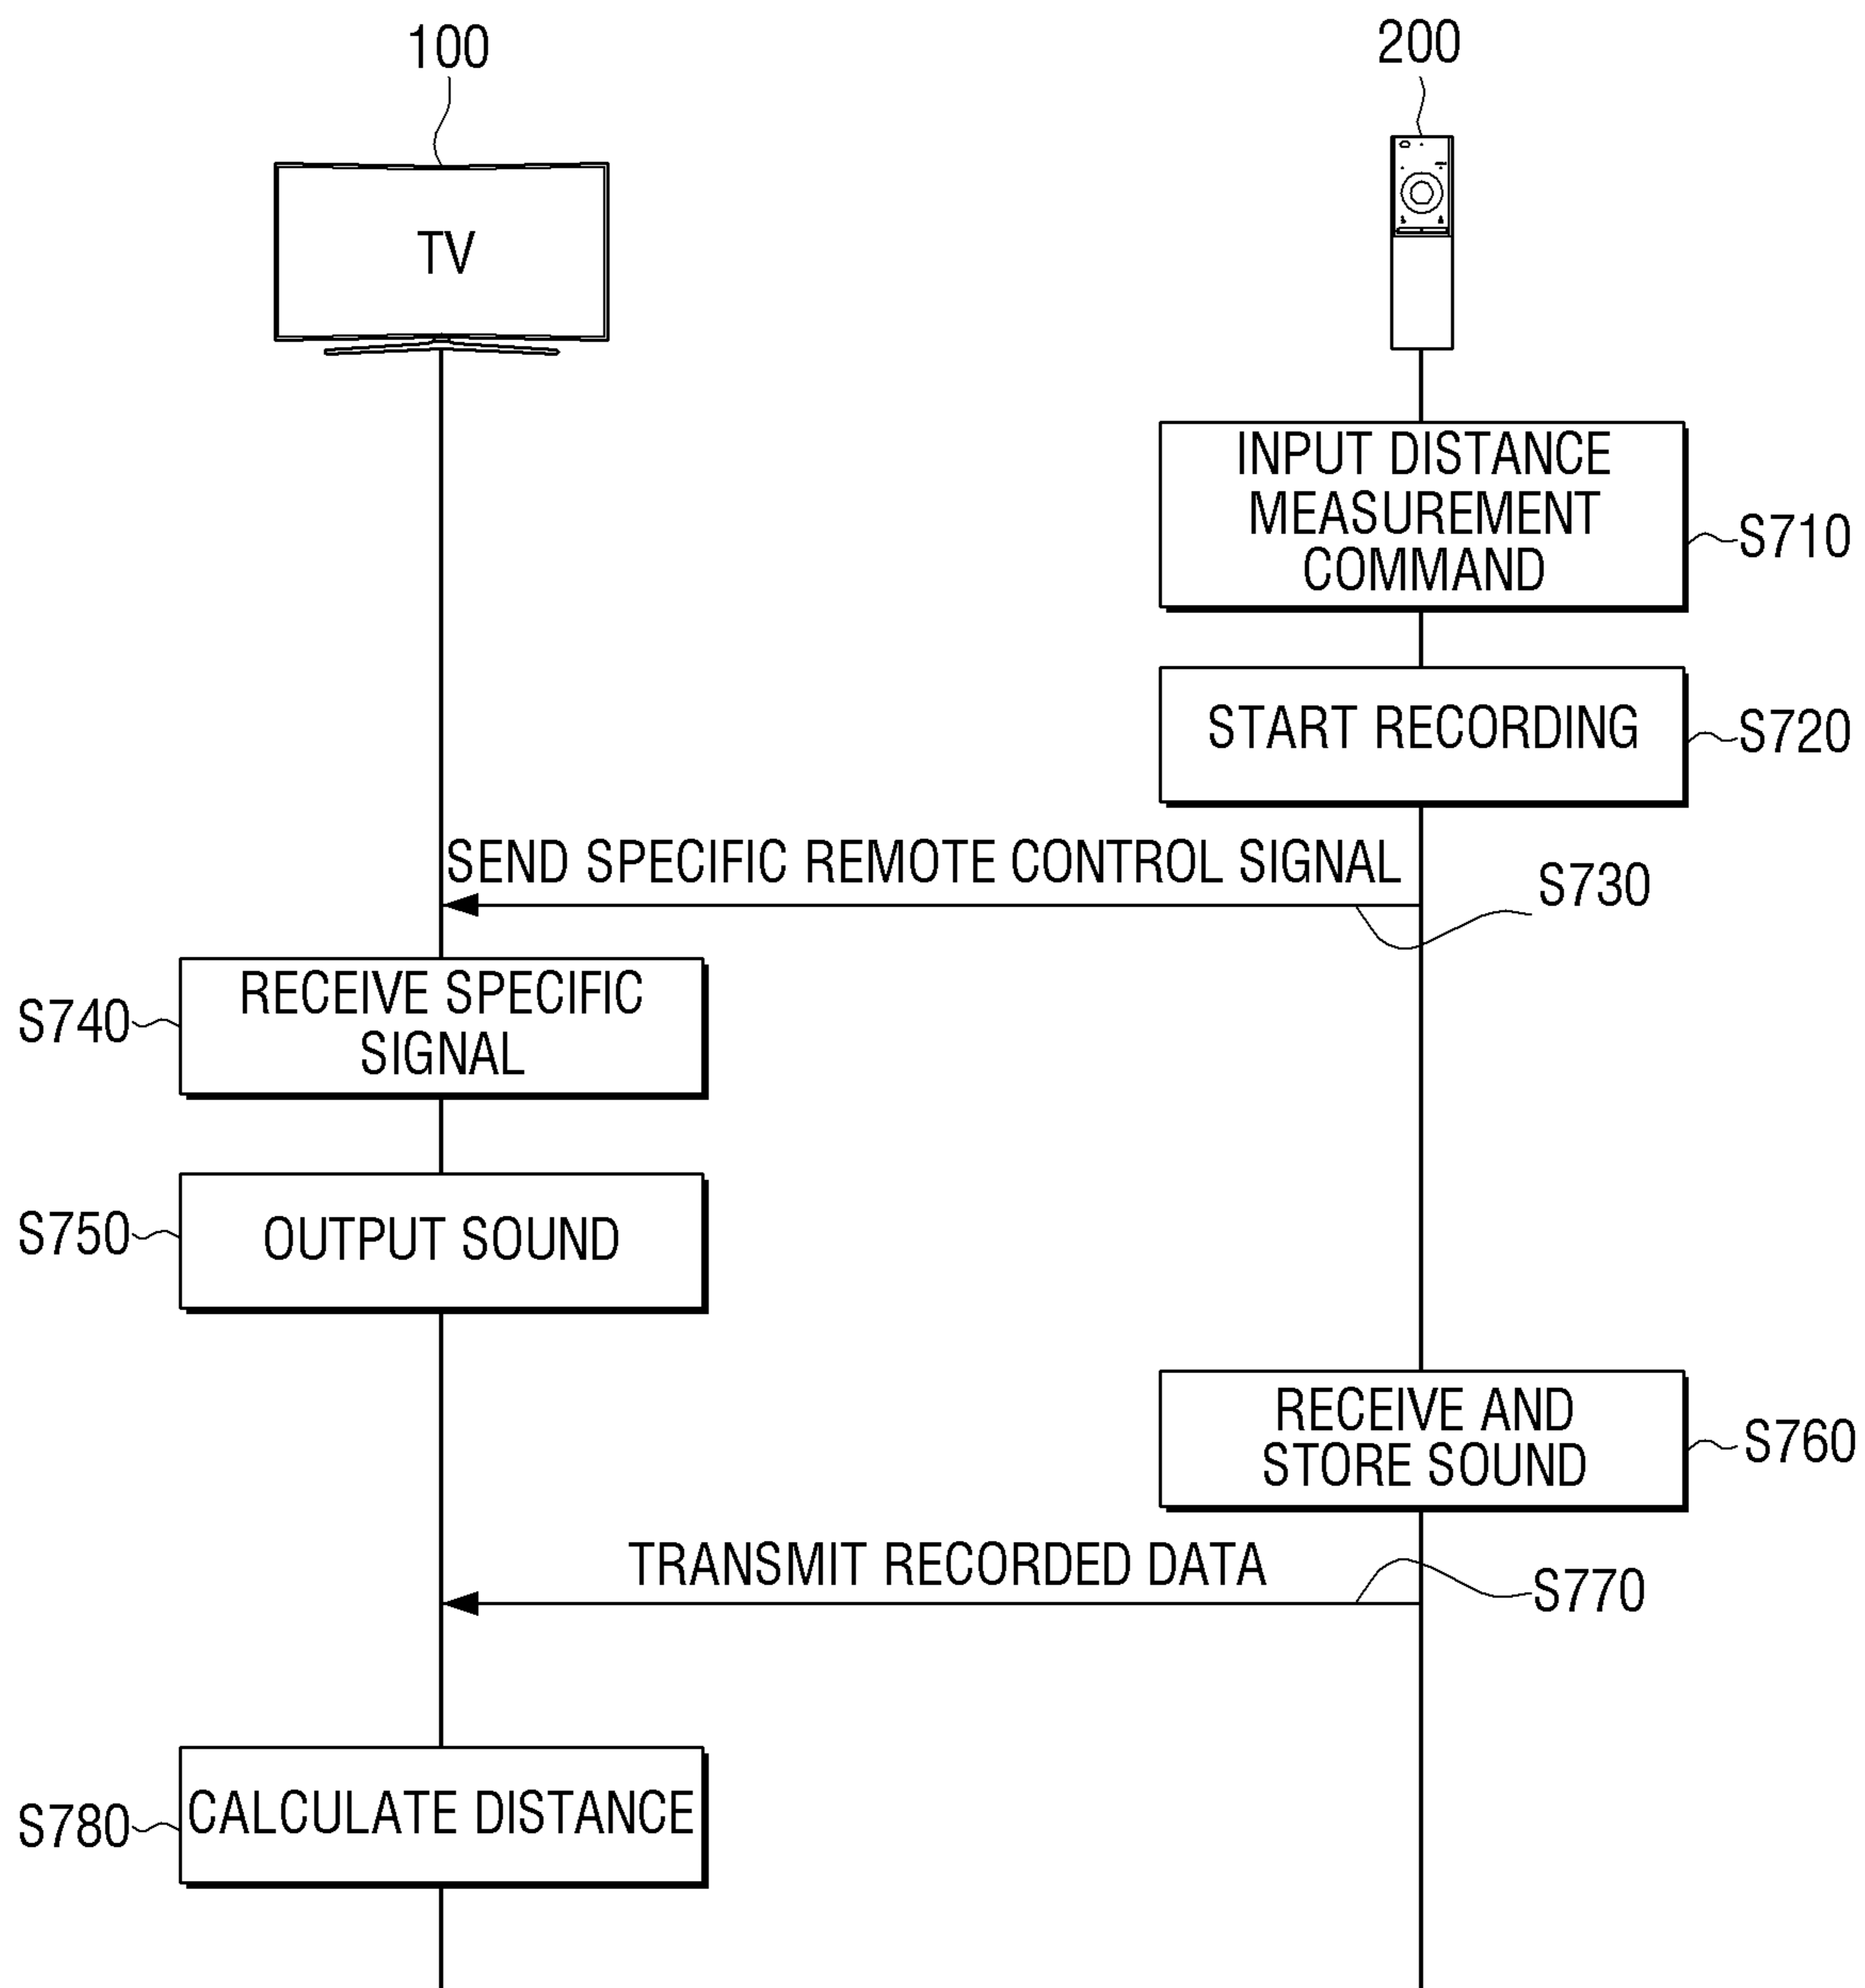 100
200
TV
INPUT DISTANCE
MEASUREMENT
COMMAND
S710
START RECORDING
S720
SEND SPECIFIC REMOTE CONTROL SIGNAL
S730
RECEIVE SPECIFIC
SIGNAL
S740
OUTPUT SOUND
S750
RECEIVE AND
STORE SOUND
S760
TRANSMIT RECORDED DATA
S770
CALCULATE DISTANCE
S780